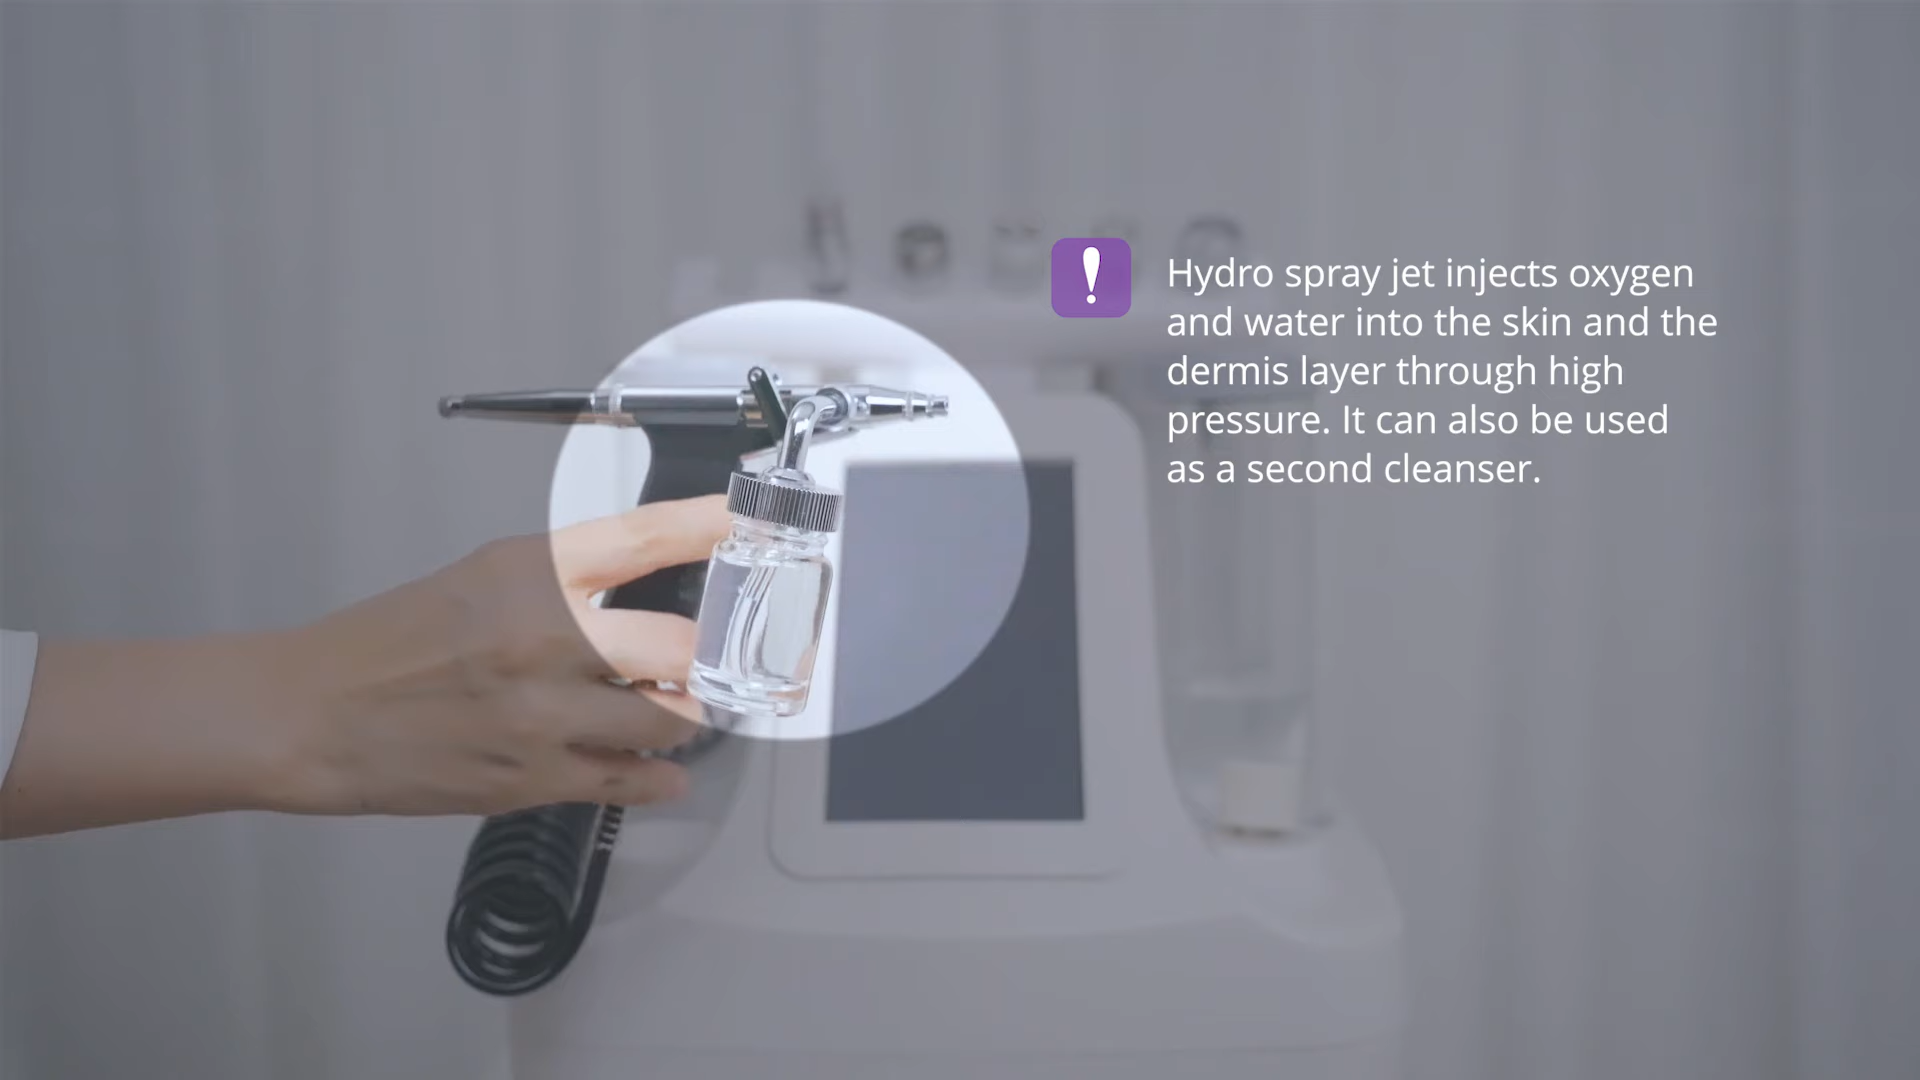 Hydro spray jet injects oxygen
and water into the skin and the
dermis layer through high
pressure. It can also be used
as a second cleanser.